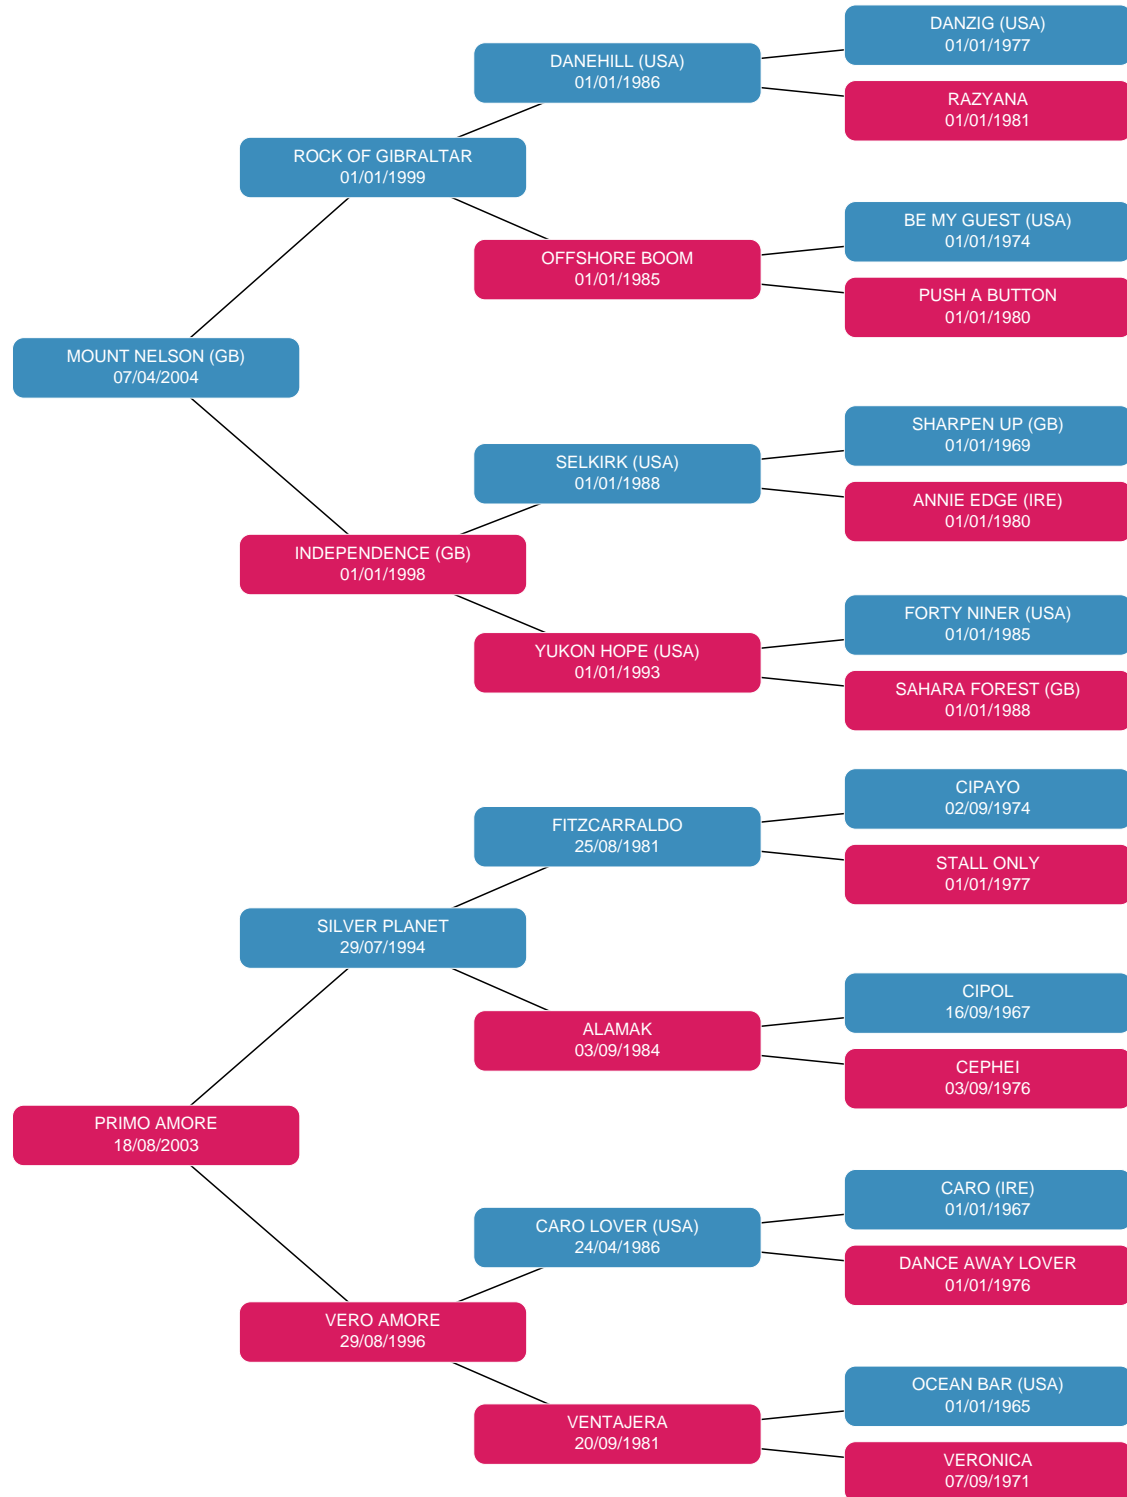 DANZIG (USA)
01/01/1977
DANEHILL (USA)
01/01/1986
RAZYANA
01/01/1981
ROCK OF GIBRALTAR
01/01/1999
BE MY GUEST (USA)
01/01/1974
OFFSHORE BOOM
01/01/1985
PUSH A BUTTON
01/01/1980
MOUNT NELSON (GB)
07/04/2004
SHARPEN UP (GB)
01/01/1969
SELKIRK (USA)
01/01/1988
ANNIE EDGE (IRE)
01/01/1980
INDEPENDENCE (GB)
01/01/1998
FORTY NINER (USA)
01/01/1985
YUKON HOPE (USA)
01/01/1993
SAHARA FOREST (GB)
01/01/1988
CIPAYO
02/09/1974
FITZCARRALDO
25/08/1981
STALL ONLY
01/01/1977
SILVER PLANET
29/07/1994
CIPOL
16/09/1967
ALAMAK
03/09/1984
CEPHEI
03/09/1976
PRIMO AMORE
18/08/2003
CARO (IRE)
01/01/1967
CARO LOVER (USA)
24/04/1986
DANCE AWAY LOVER
01/01/1976
VERO AMORE
29/08/1996
OCEAN BAR (USA)
01/01/1965
VENTAJERA
20/09/1981
VERONICA
07/09/1971